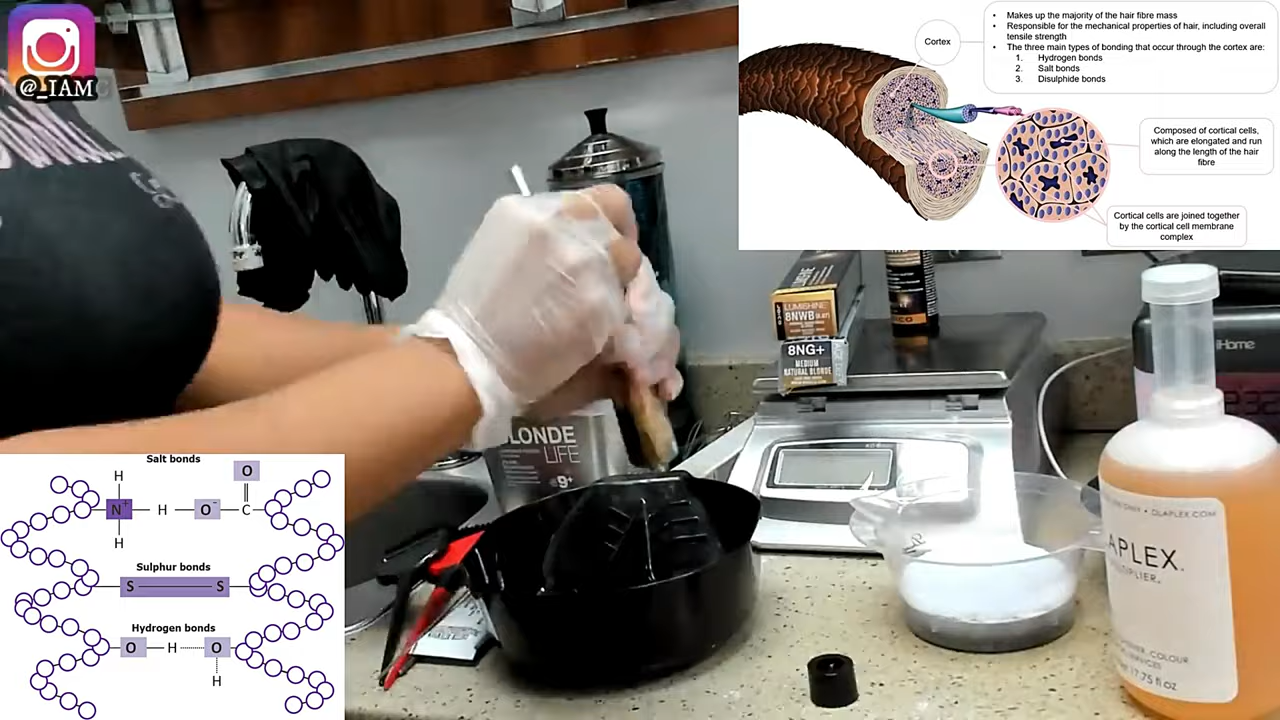 @_IAMC
Cortex
• Makes up the majority of the hair fibre mass
• Responsible for the mechanical properties of hair, including overall
tensile strength
• The three main types of bonding that occur through the cortex are:
1. Hydrogen bonds
2. Salt bonds
3. Disulphide bonds
Composed of cortical cells,
which are elongated and run
along the length of the hair
fibre
Cortical cells are joined together
by the cortical cell membrane
complex
LUMISHINE
8NWB
8NG+
MEDIUM
NATURAL BLONDE
iHome
LONDE
LIFE
9+
APLEX.
17.75 fl oz
Salt bonds
H
O
N+ H O- C
H
Sulphur bonds
S S
Hydrogen bonds
O H O
H